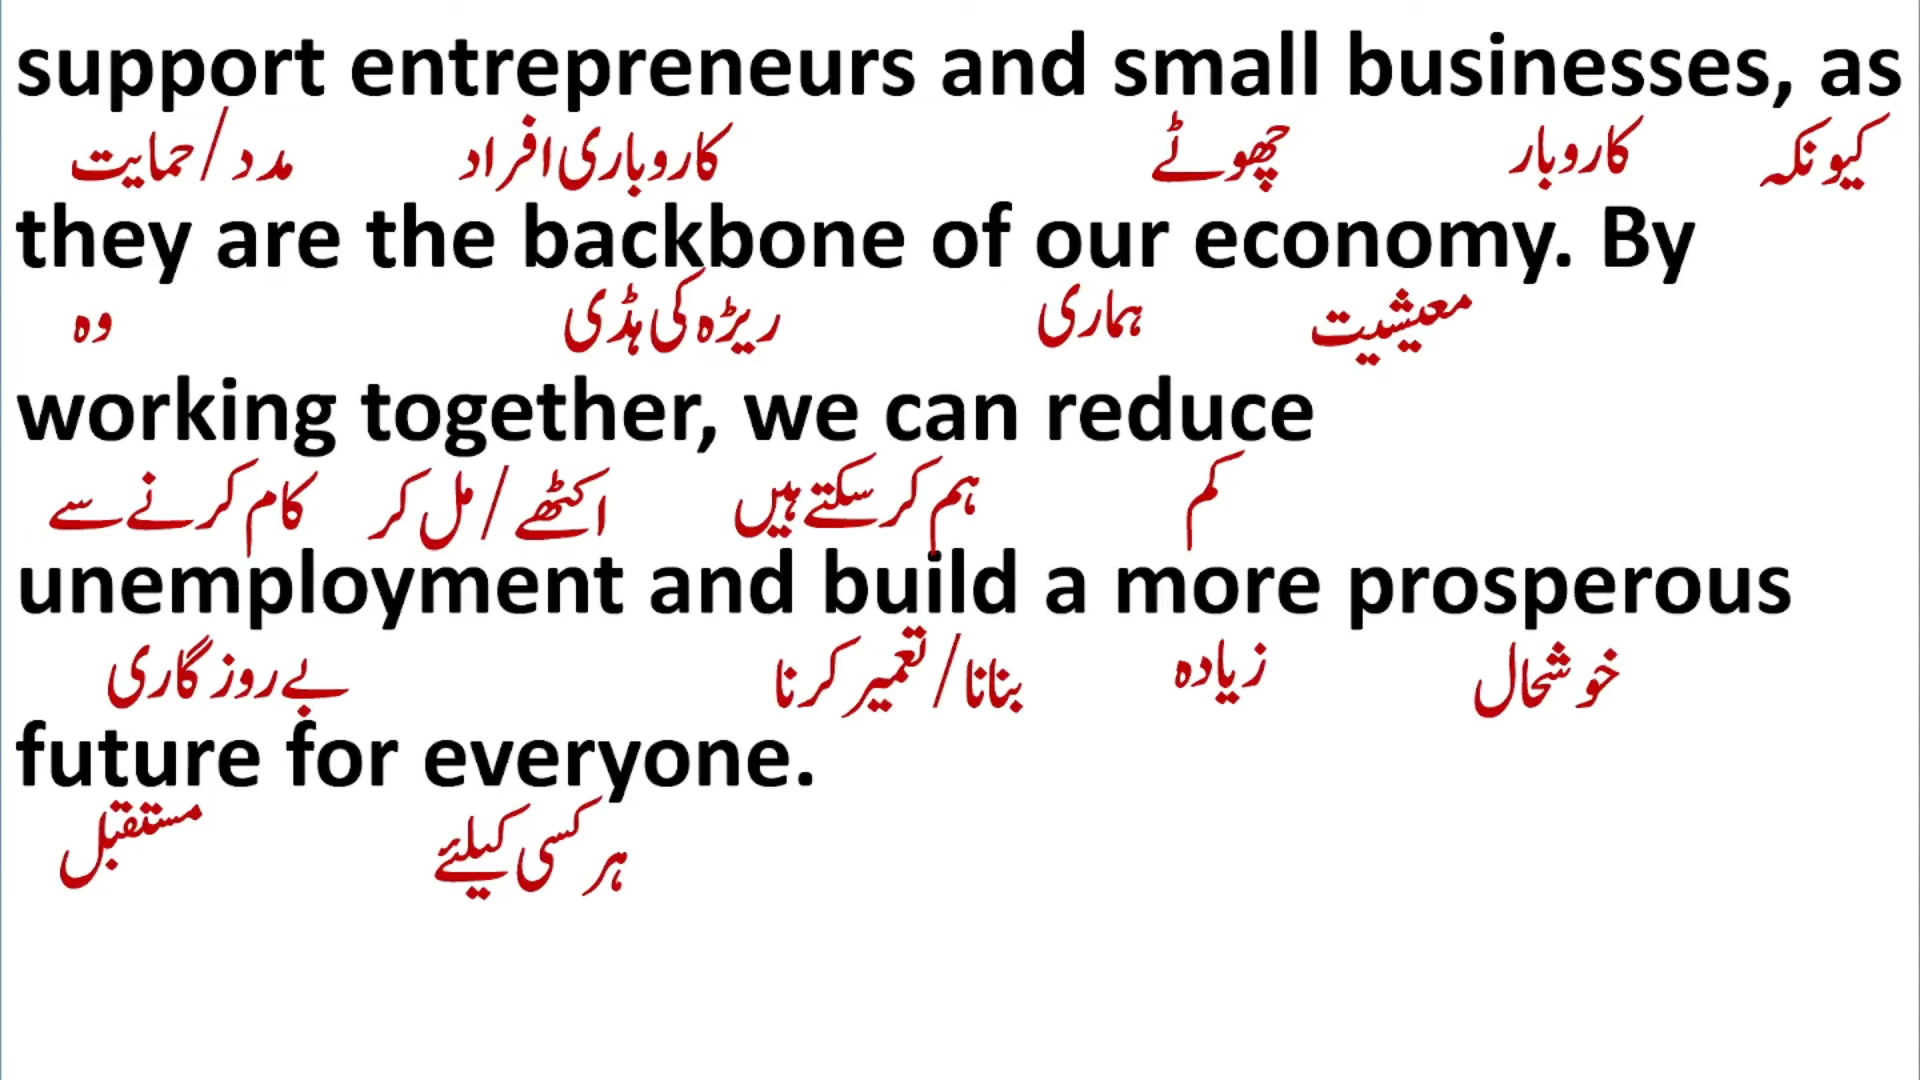 support entrepreneurs and small businesses, as
مدد/حمایت کاروباری افراد چھوٹے کاروبار کیونکہ
they are the backbone of our economy. By
وہ ریڑہ کی ہڈی ہماری معیشیت
working together, we can reduce
کام کرنے سے اکٹھے/مل کر ہم کر سکتے ہیں کم
unemployment and build a more prosperous
بے روزگاری بنانا/تعمیر کرنا زیادہ خوشحال
future for everyone.
مستقبل ہر کسی کیلئے